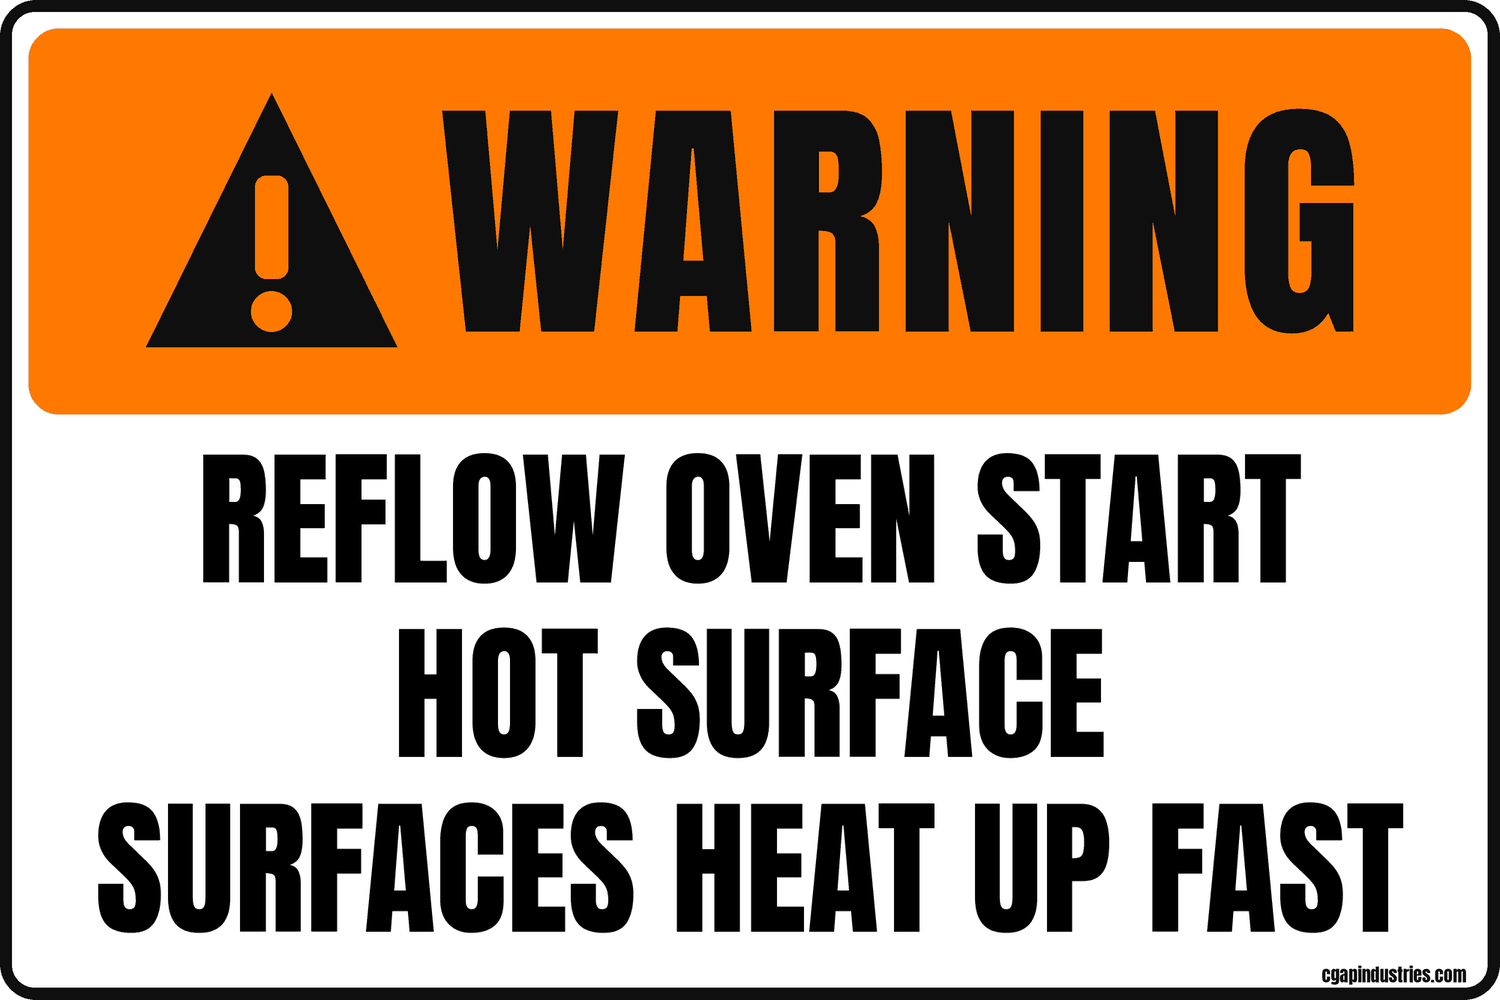 WARNING
REFLOW OVEN START
HOT SURFACE
SURFACES HEAT UP FAST
cgapindustries.com